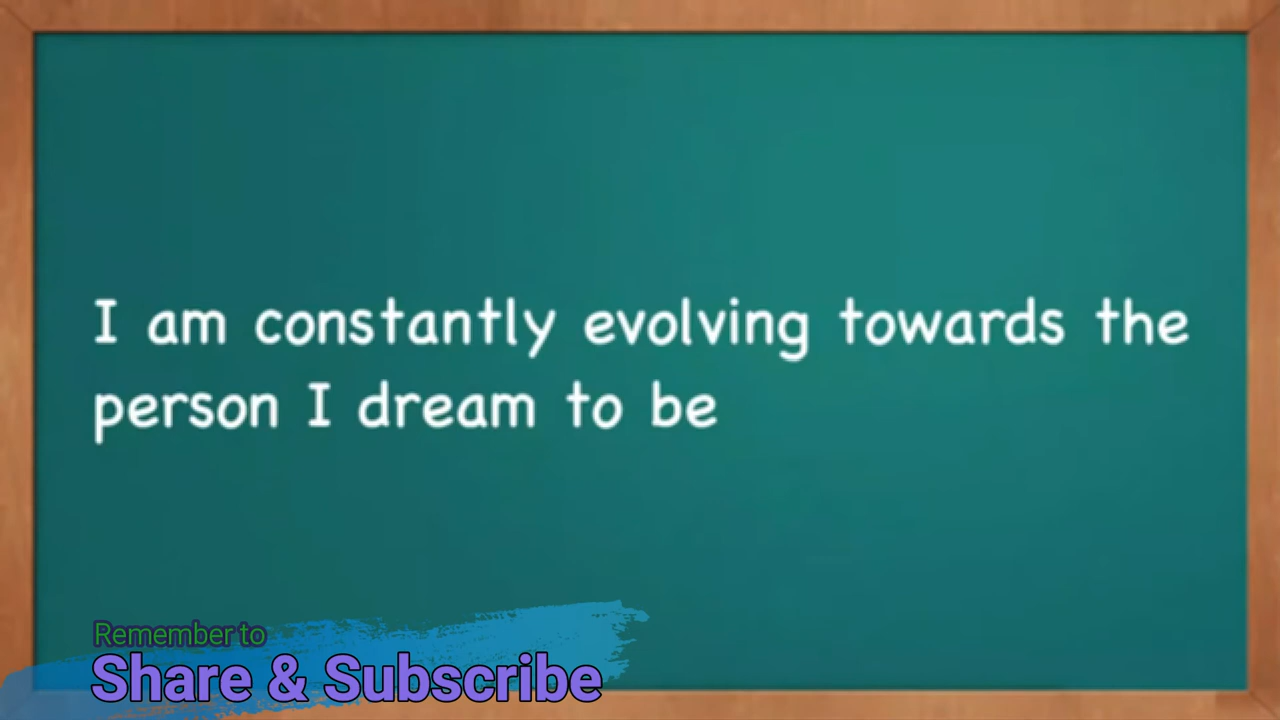 I am constantly evolving towards the
person I dream to be
Remember to
Share & Subscribe